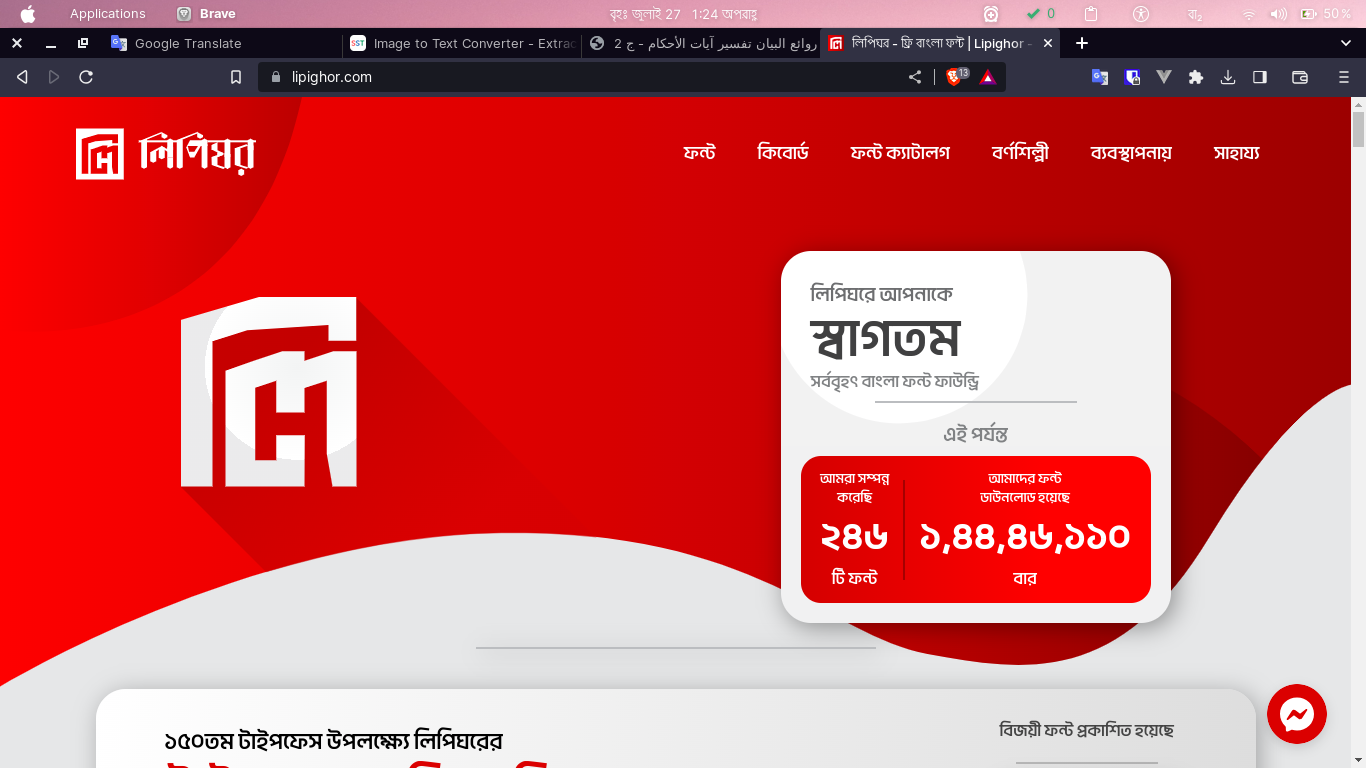 Applications
Brave
বৃহঃ জুলাই 27 1:24 অপরাহ্ণ
0
বা₂
50 %
Google Translate
Image to Text Converter - Extrac
روائع البيان تفسير آيات الأحكام - ج 2
লিপিঘর - ফ্রি বাংলা ফন্ট | Lipighor -
lipighor.com
13
লিপিঘর
ফন্ট
কিবোর্ড
ফন্ট ক্যাটালগ
বর্ণশিল্পী
ব্যবস্থাপনায়
সাহায্য
লিপিঘরে আপনাকে
স্বাগতম
সর্ববৃহৎ বাংলা ফন্ট ফাউন্ড্রি
এই পর্যন্ত
আমরা সম্পন্ন
করেছি
২৪৬
টি ফন্ট
আমাদের ফন্ট
ডাউনলোড হয়েছে
১,৪৪,৪৬,১১০
বার
১৫০তম টাইপফেস উপলক্ষ্যে লিপিঘরের
বিজয়ী ফন্ট প্রকাশিত হয়েছে